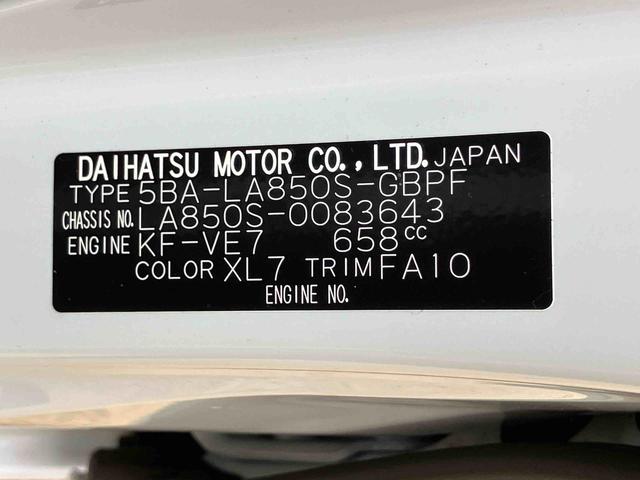 DAIHATSU MOTOR CO., LTD. JAPAN
TYPE 5BA-LA850S-GBPF
CHASSIS NO. LA850S-0083643
ENGINE KF-VE7 658CC
COLOR XL7 TRIM FA10
ENGINE NO.